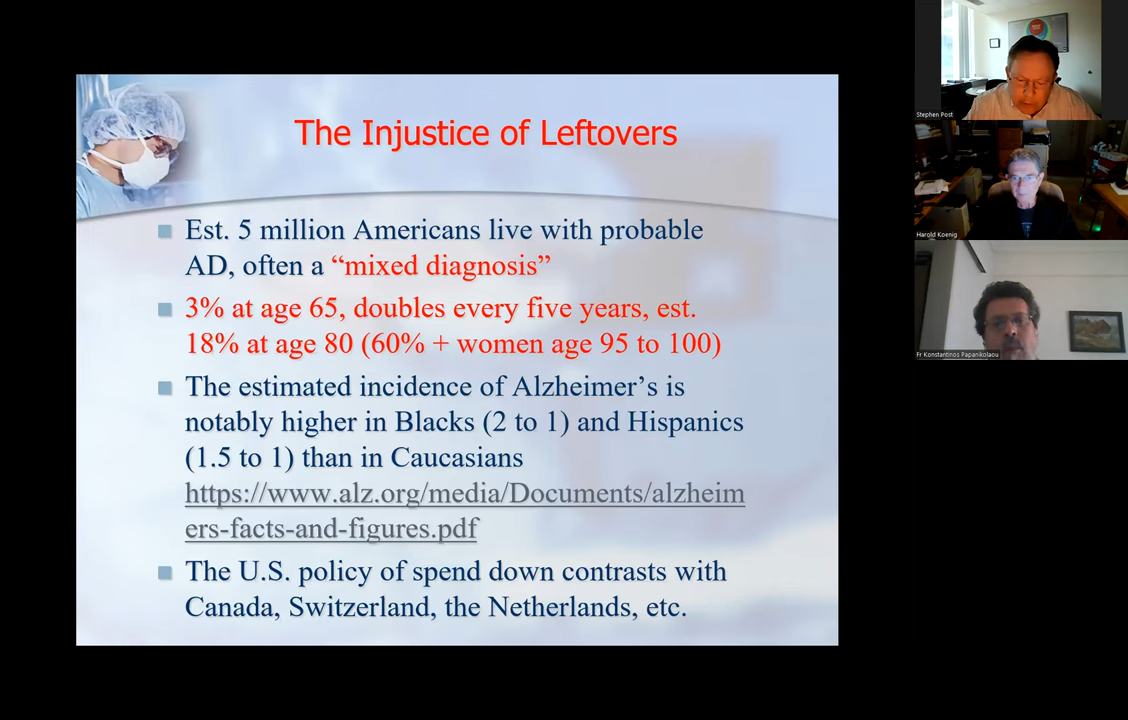 The Injustice of Leftovers
Est. 5 million Americans live with probable
AD, often a “mixed diagnosis”
3% at age 65, doubles every five years, est.
18% at age 80 (60% + women age 95 to 100)
The estimated incidence of Alzheimer’s is
notably higher in Blacks (2 to 1) and Hispanics
(1.5 to 1) than in Caucasians
https://www.alz.org/media/Documents/alzheim
ers-facts-and-figures.pdf
The U.S. policy of spend down contrasts with
Canada, Switzerland, the Netherlands, etc.
Stephen Post
Harold Koenig
Fr Konstantinos Papanikolaou